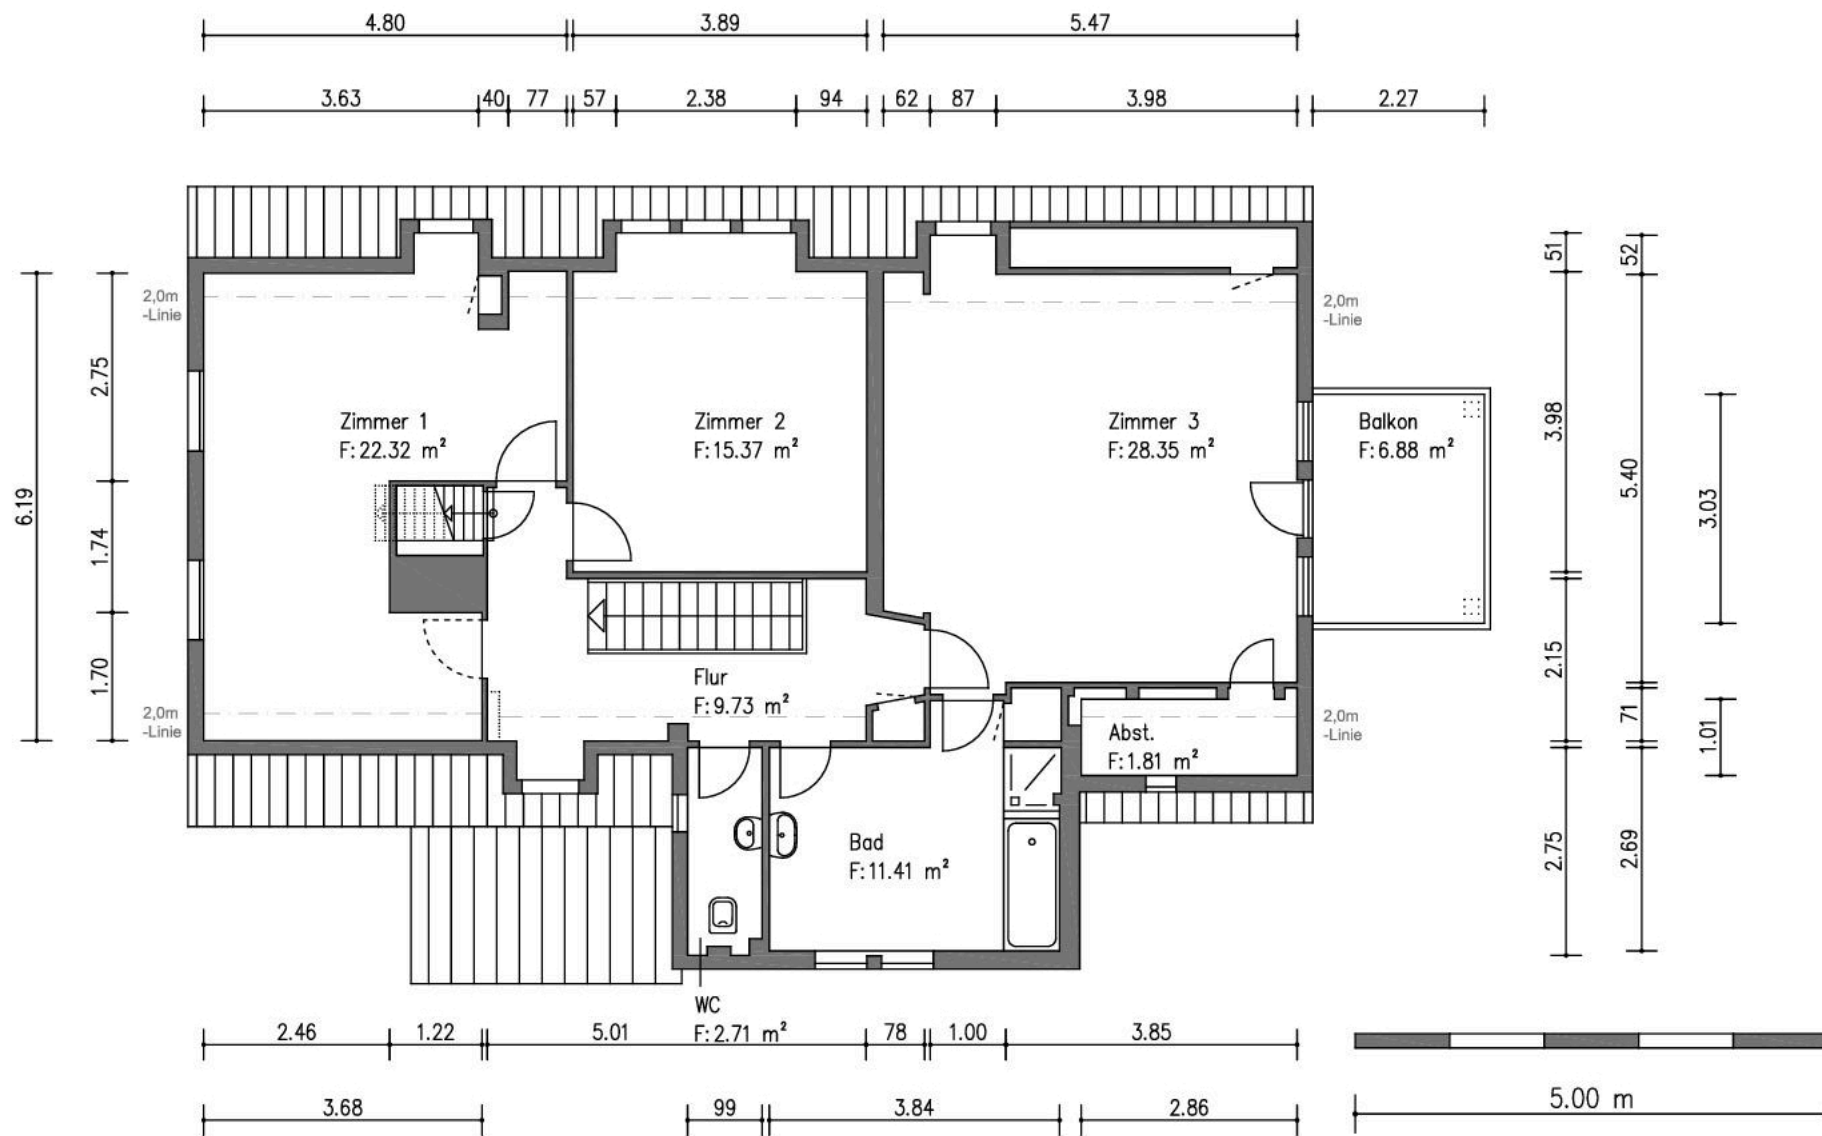 4.80 3.89 5.47
3.63 40 77 57 2.38 94 62 87 3.98 2.27
51 52
2,0m
-Linie
2,0m
-Linie
2.75
Zimmer 1
F: 22.32 m²
Zimmer 2
F: 15.37 m²
Zimmer 3
F: 28.35 m²
Balkon
F: 6.88 m²
3.98
5.40
3.03
6.19
1.74
1.70
2.15
Flur
F: 9.73 m²
2,0m
-Linie
2,0m
-Linie
71
1.01
Abst.
F: 1.81 m²
Bad
F: 11.41 m²
2.75
2.69
WC
F: 2.71 m²
2.46 1.22 5.01 78 1.00 3.85
5.00 m
3.68 99 3.84 2.86